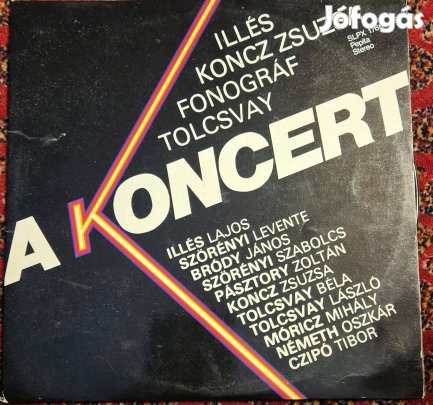 Jófogás
ILLÉS
KONCZ ZSUZSA
FONOGRÁF
TOLCSVAY
SLPX
Pepita
Stereo
A KONCERT
ILLÉS LAJOS
SZÖRÉNYI LEVENTE
BRÓDY JÁNOS
SZÖRÉNYI SZABOLCS
PÁSZTORY ZOLTÁN
KONCZ ZSUZSA
TOLCSVAY BÉLA
TOLCSVAY LÁSZLÓ
MÓRICZ MIHÁLY
NÉMETH OSZKÁR
CZIPÓ TIBOR